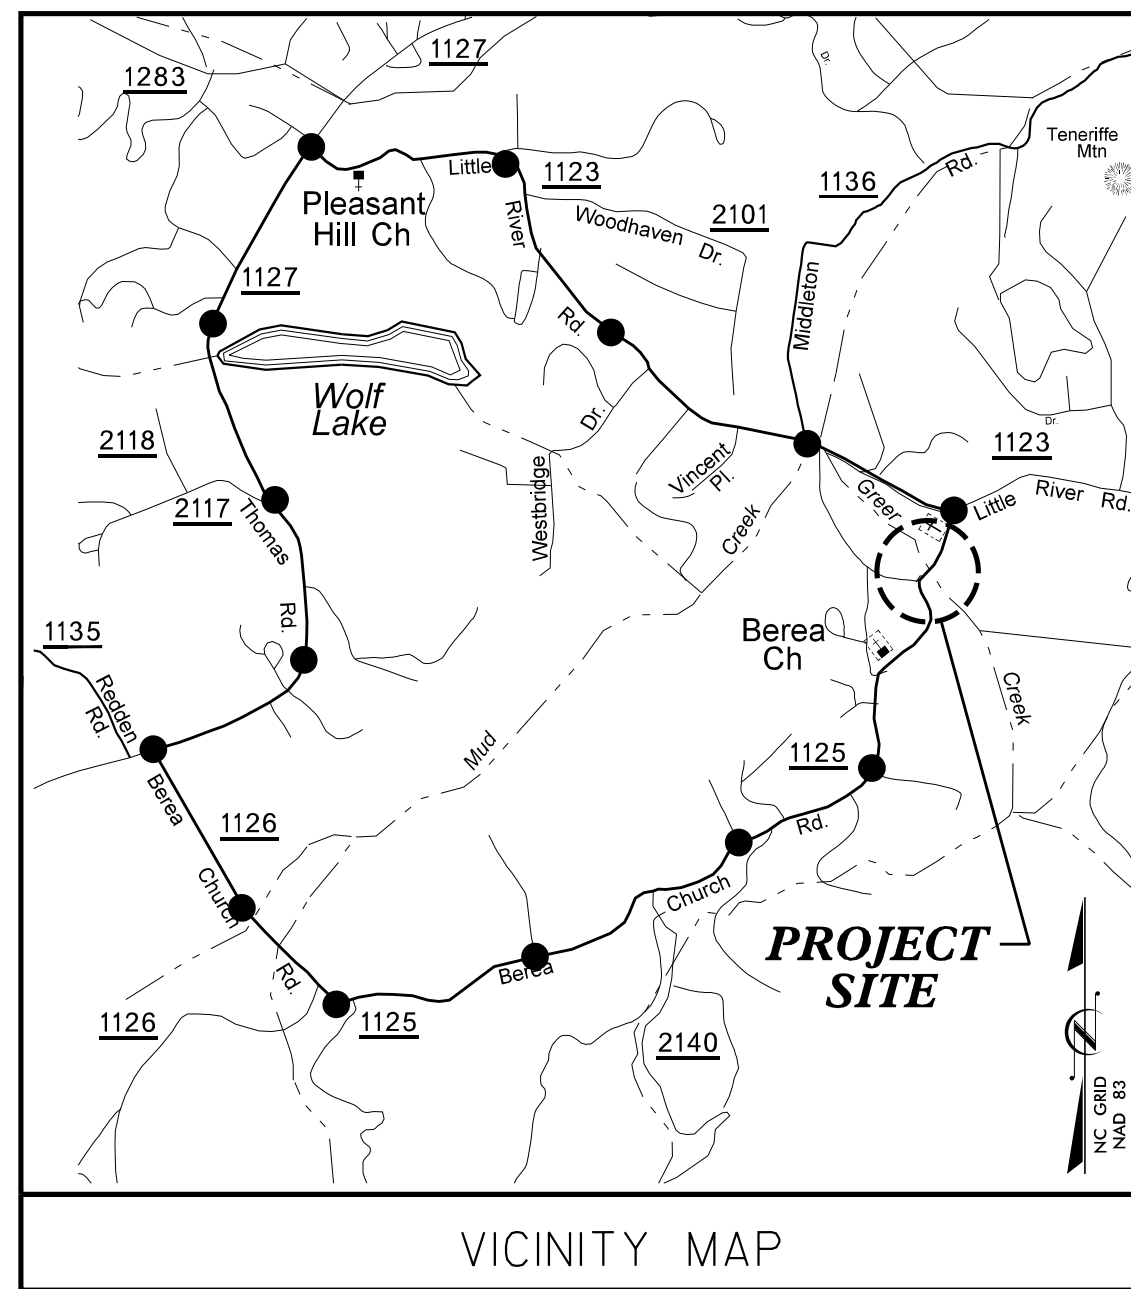 1127
1283
Dr.
Teneriffe
Mtn
Little
1123
Rd.
1136
Pleasant
Hill Ch
River
Woodhaven Dr.
2101
1127
Middleton
Rd.
Wolf
Lake
Dr.
Dr.
2118
1123
Vincent
Pl.
Westbridge
Greer
Little River Rd.
2117
Thomas
Creek
Rd.
1135
Berea
Ch
Redden
Rd.
Creek
Mud
1125
Berea
1126
Rd.
Church
Church
PROJECT
SITE
Rd.
Berea
1126
1125
2140
NC GRID
NAD 83
VICINITY MAP